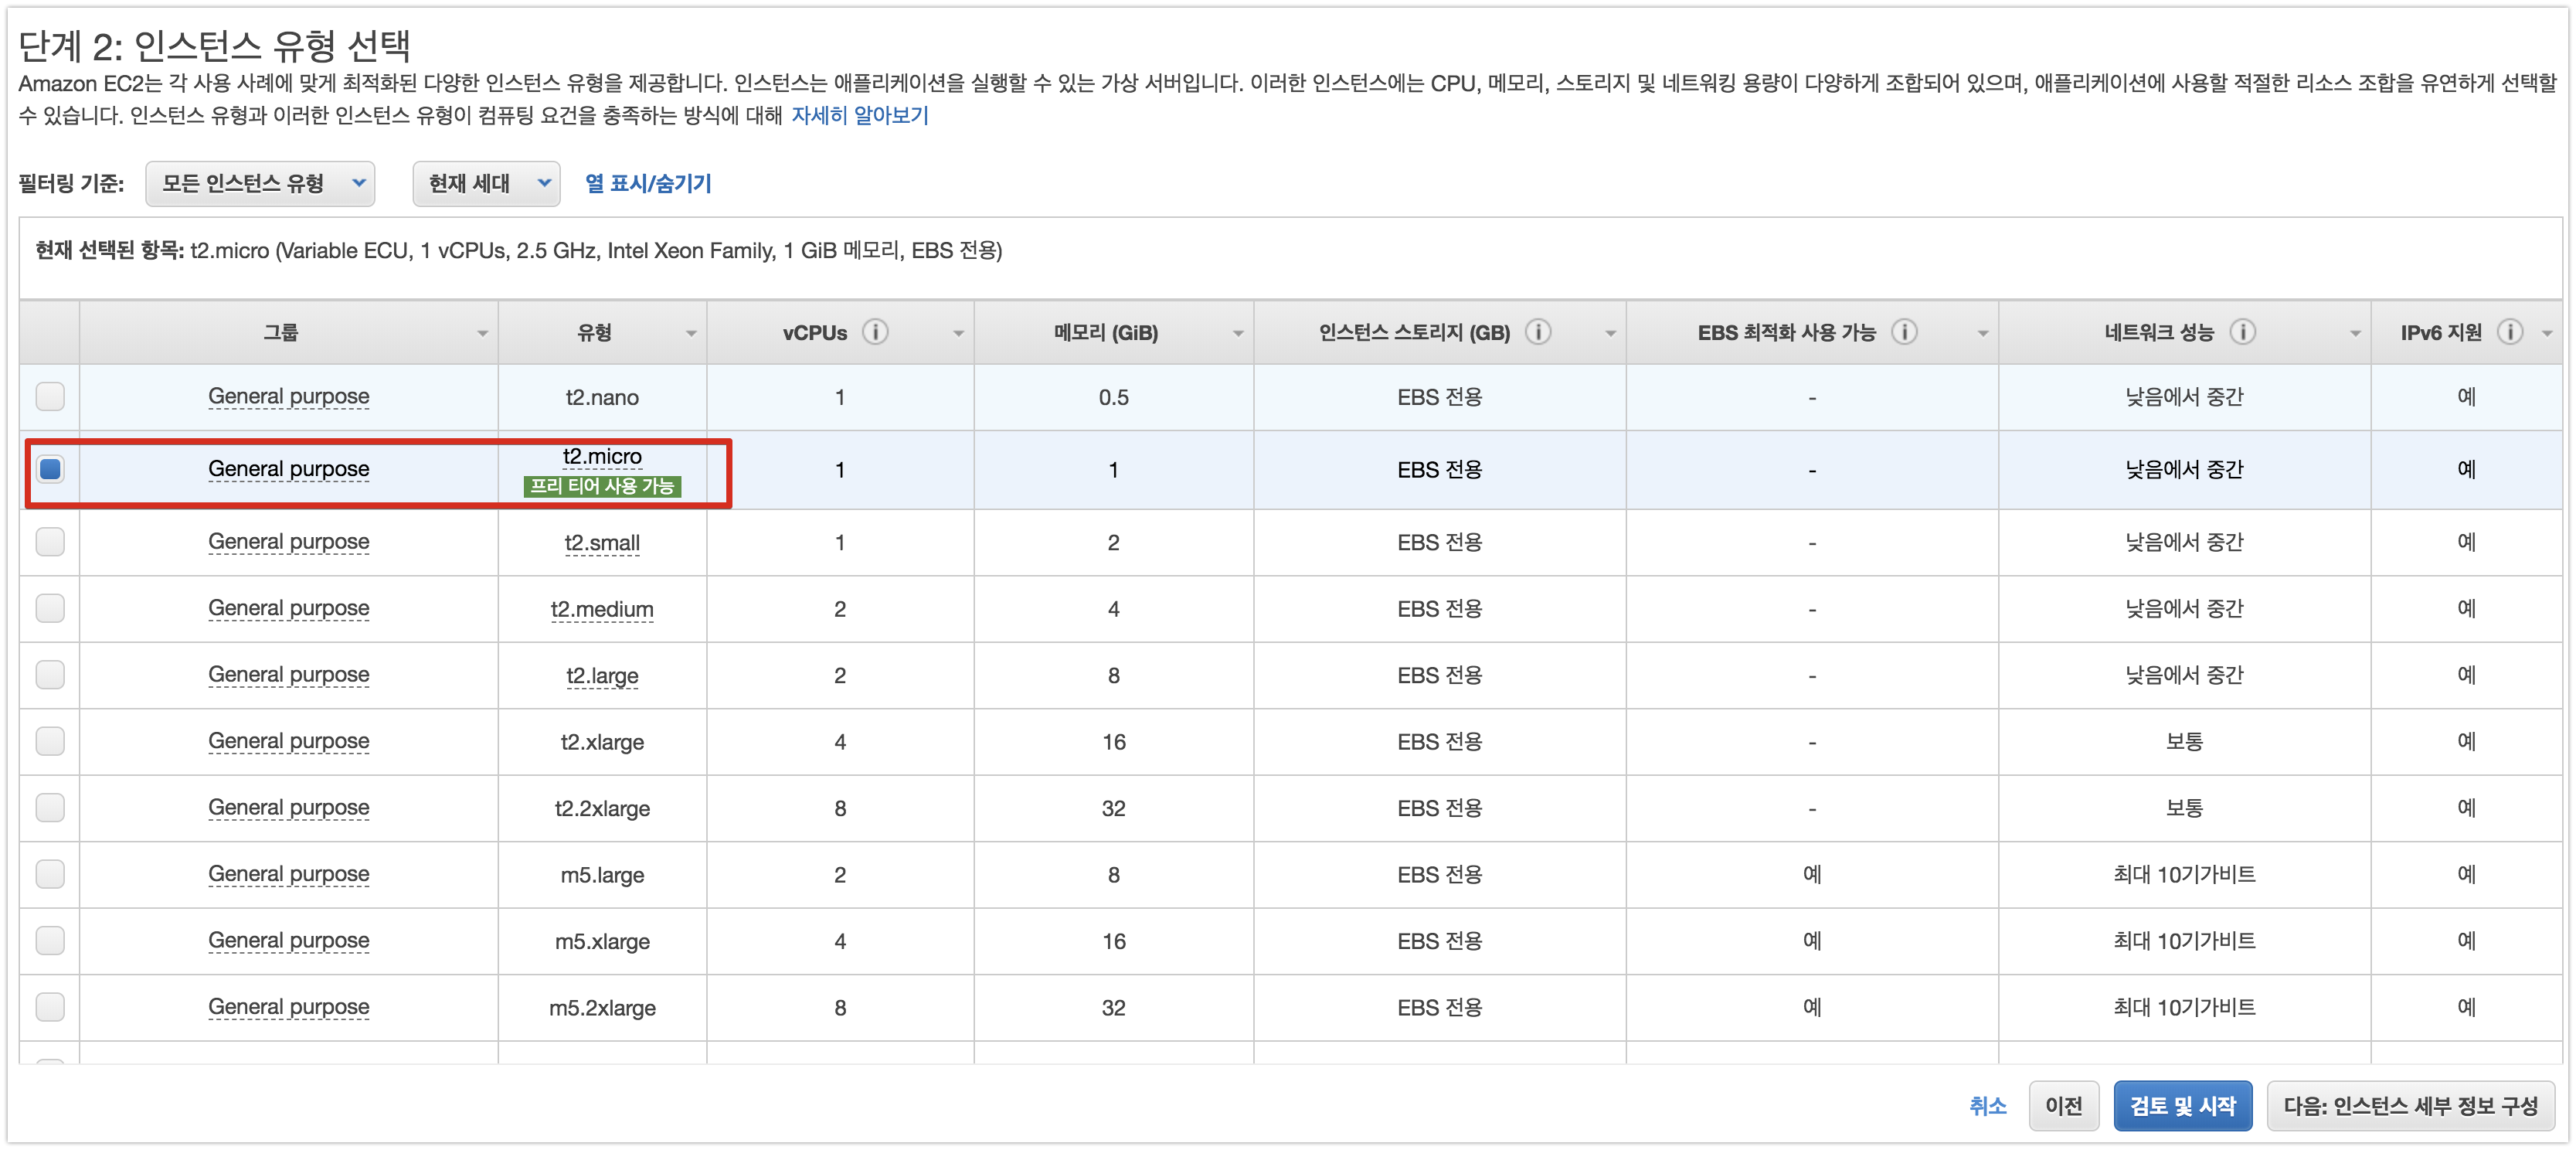 단계 2: 인스턴스 유형 선택
Amazon EC2는 각 사용 사례에 맞게 최적화된 다양한 인스턴스 유형을 제공합니다. 인스턴스는 애플리케이션을 실행할 수 있는 가상 서버입니다. 이러한 인스턴스에는 CPU, 메모리, 스토리지 및 네트워킹 용량이 다양하게 조합되어 있으며, 애플리케이션에 사용할 적절한 리소스 조합을 유연하게 선택할
수 있습니다. 인스턴스 유형과 이러한 인스턴스 유형이 컴퓨팅 요건을 충족하는 방식에 대해 자세히 알아보기
필터링 기준: 모든 인스턴스 유형 현재 세대 열 표시/숨기기
현재 선택된 항목: t2.micro (Variable ECU, 1 vCPUs, 2.5 GHz, Intel Xeon Family, 1 GiB 메모리, EBS 전용)
그룹 유형 vCPUs i 메모리 (GiB) 인스턴스 스토리지 (GB) i EBS 최적화 사용 가능 i 네트워크 성능 i IPv6 지원 i
General purpose t2.nano 1 0.5 EBS 전용 - 낮음에서 중간 예
General purpose t2.micro 1 1 EBS 전용 - 낮음에서 중간 예
프리 티어 사용 가능
General purpose t2.small 1 2 EBS 전용 - 낮음에서 중간 예
General purpose t2.medium 2 4 EBS 전용 - 낮음에서 중간 예
General purpose t2.large 2 8 EBS 전용 - 낮음에서 중간 예
General purpose t2.xlarge 4 16 EBS 전용 - 보통 예
General purpose t2.2xlarge 8 32 EBS 전용 - 보통 예
General purpose m5.large 2 8 EBS 전용 예 최대 10기가비트 예
General purpose m5.xlarge 4 16 EBS 전용 예 최대 10기가비트 예
General purpose m5.2xlarge 8 32 EBS 전용 예 최대 10기가비트 예
취소 이전 검토 및 시작 다음: 인스턴스 세부 정보 구성